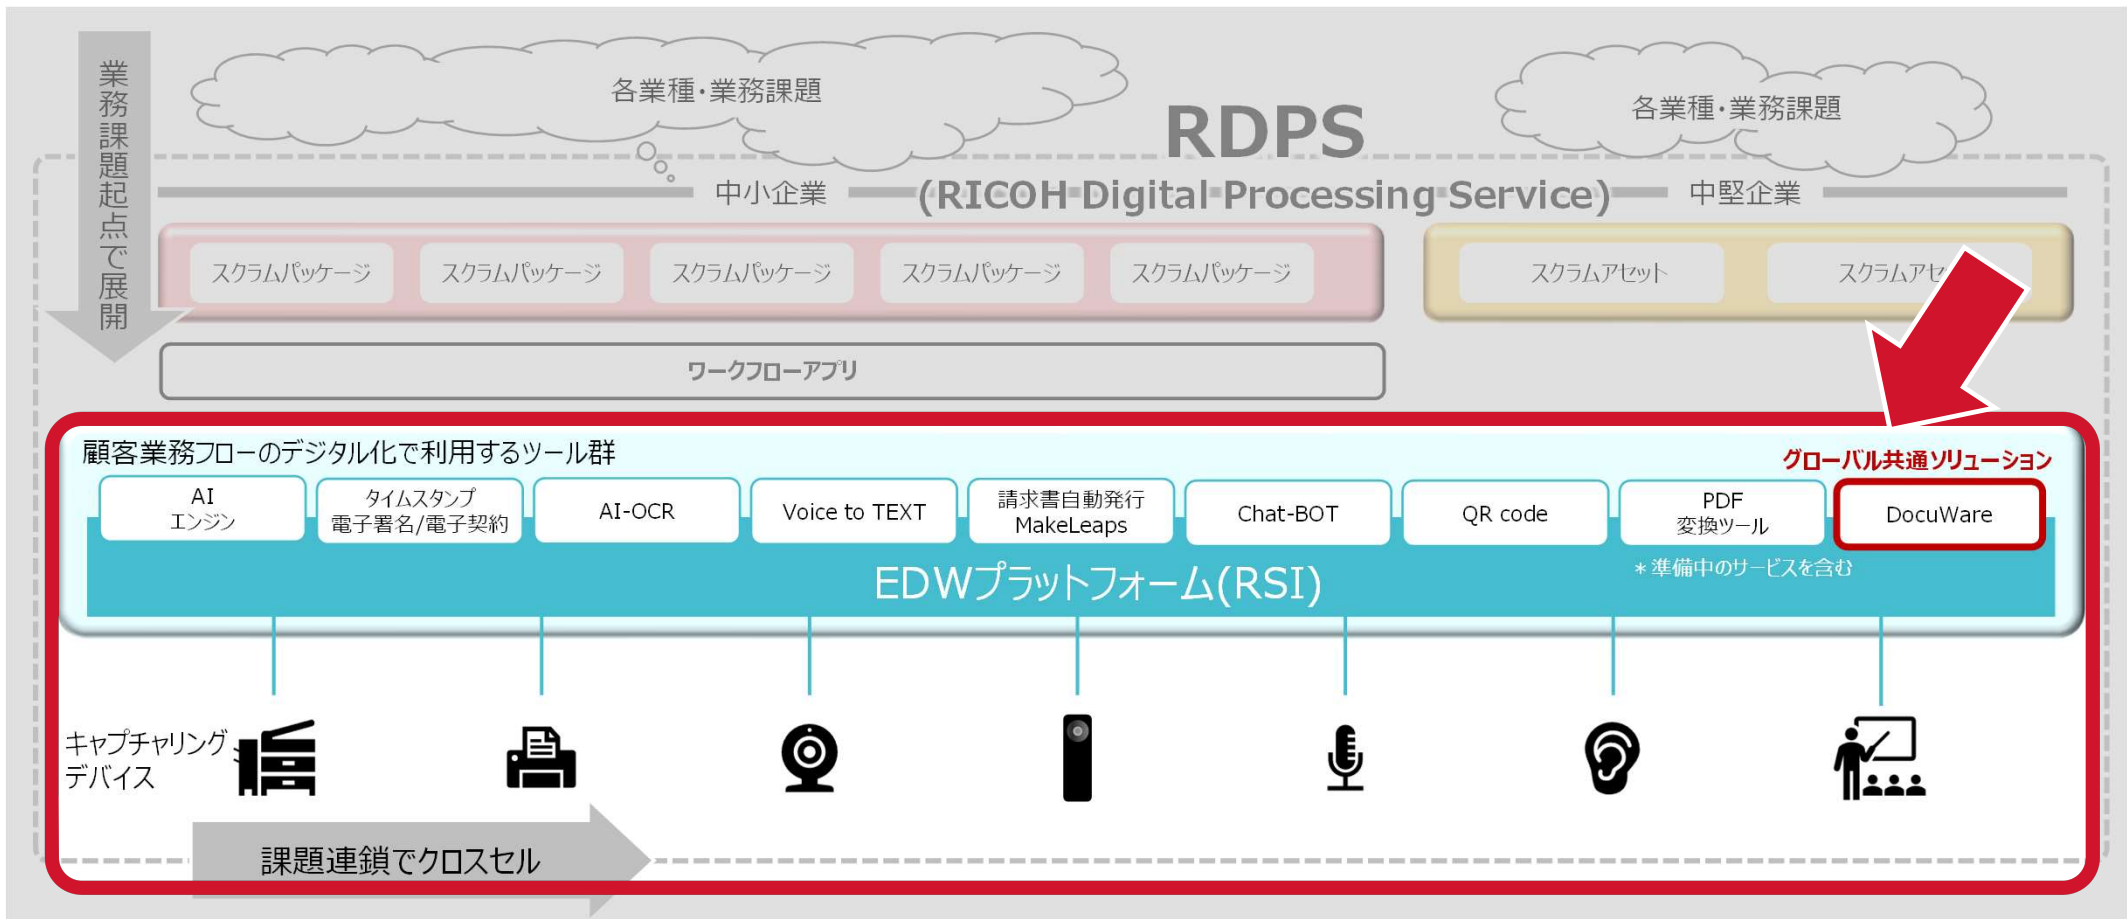 業務課題起点で展開
各業種・業務課題
各業種・業務課題
RDPS
(RICOH Digital Processing Service)
中小企業
中堅企業
スクラムパッケージ
スクラムパッケージ
スクラムパッケージ
スクラムパッケージ
スクラムパッケージ
スクラムアセット
スクラムアセ
ワークフローアプリ
顧客業務フローのデジタル化で利用するツール群
グローバル共通ソリューション
AI
エンジン
タイムスタンプ
電子署名/電子契約
AI-OCR
Voice to TEXT
請求書自動発行
MakeLeaps
Chat-BOT
QR code
PDF
変換ツール
DocuWare
EDWプラットフォーム(RSI)
＊準備中のサービスを含む
キャプチャリング
デバイス
課題連鎖でクロスセル